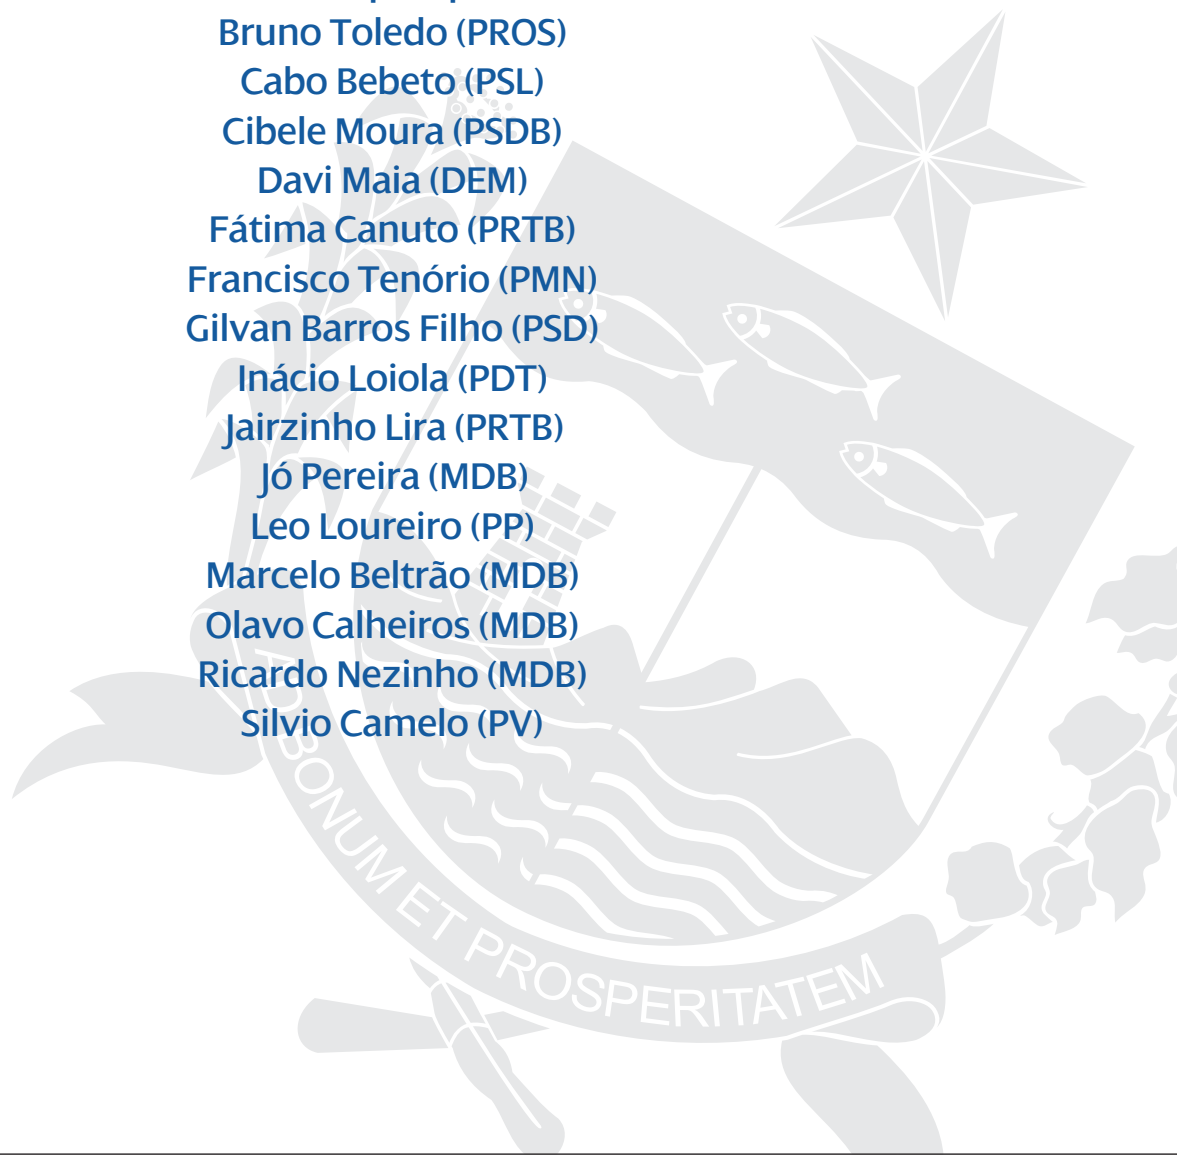 Bruno Toledo (PROS)
Cabo Bebeto (PSL)
Cibele Moura (PSDB)
Davi Maia (DEM)
Fátima Canuto (PRTB)
Francisco Tenório (PMN)
Gilvan Barros Filho (PSD)
Inácio Loiola (PDT)
Jairzinho Lira (PRTB)
Jó Pereira (MDB)
Leo Loureiro (PP)
Marcelo Beltrão (MDB)
Olavo Calheiros (MDB)
Ricardo Nezinho (MDB)
Silvio Camelo (PV)
AD BONUM ET PROSPERITATEM